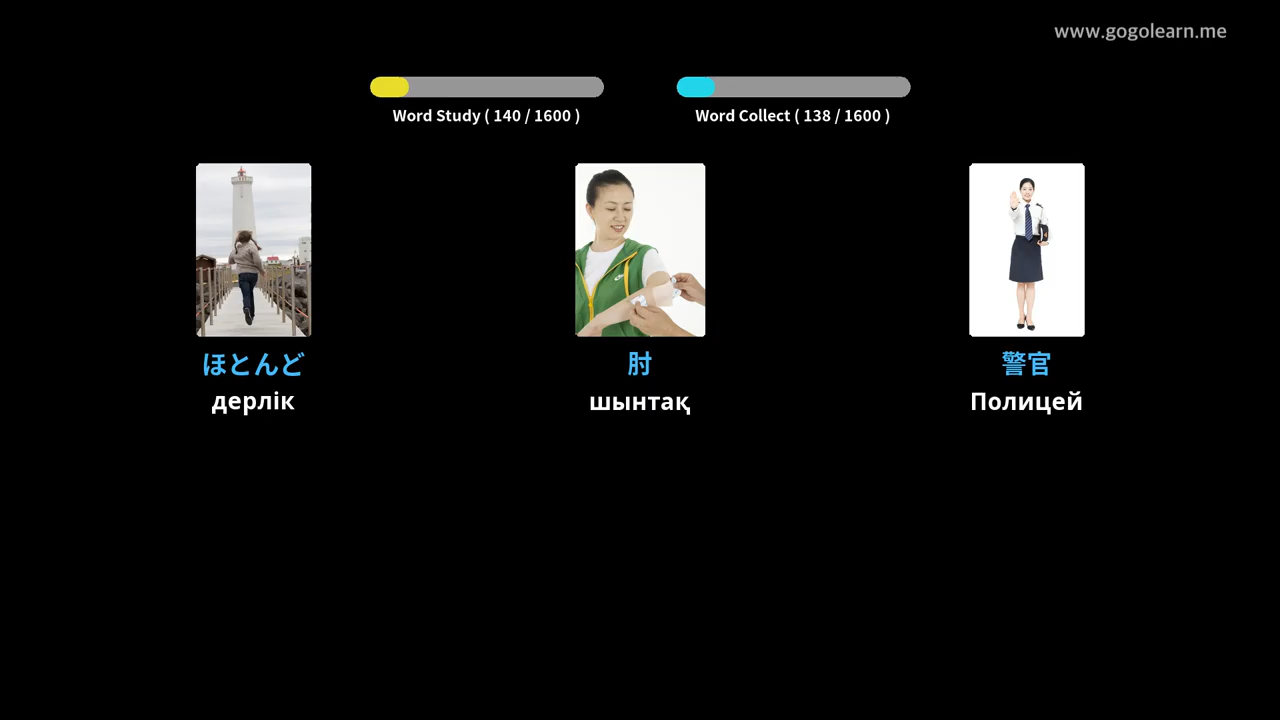 www.gogolearn.me
Word Study ( 140 / 1600 )
Word Collect ( 138 / 1600 )
ほとんど
дерлік
肘
шынтақ
警官
Полицей